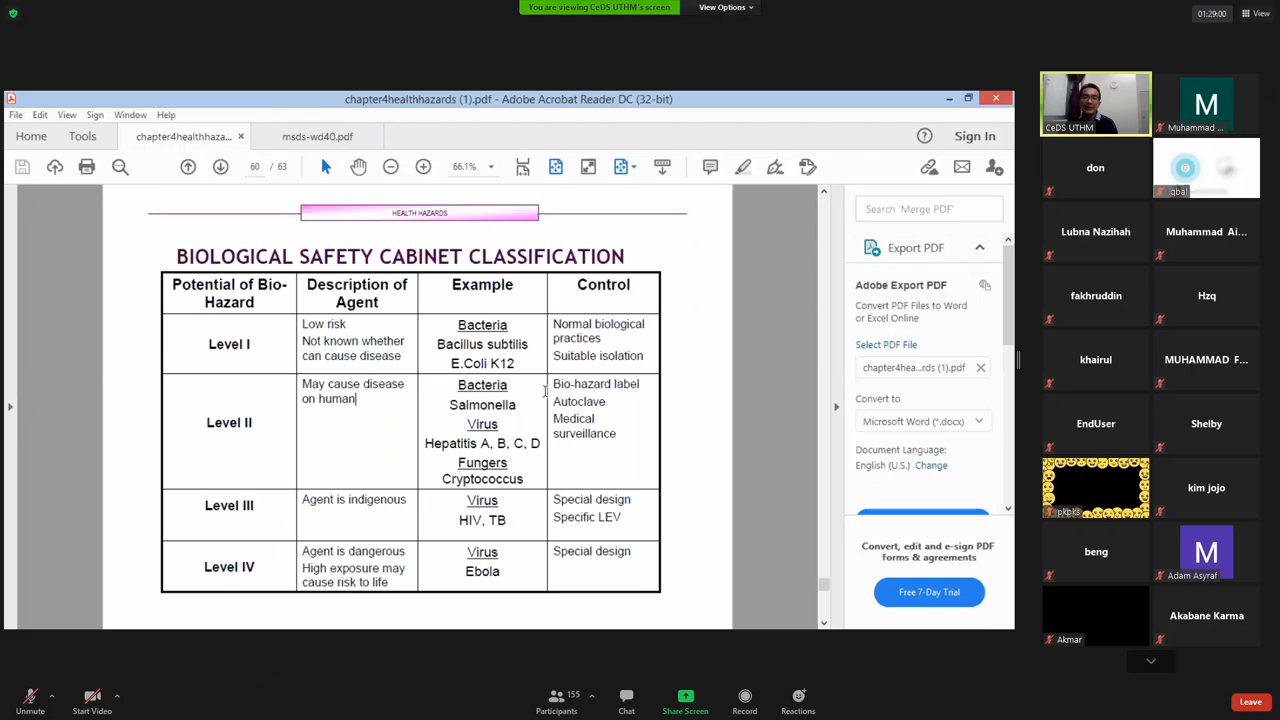 You are viewing CeDS UTHM's screen
View Options
01:29:00
View
chapter4healthhazards (1).pdf - Adobe Acrobat Reader DC (32-bit)
File Edit View Sign Window Help
Home Tools chapter4healthhaza... msds-wd40.pdf Sign In
60 / 63 66.1%
HEALTH HAZARDS
BIOLOGICAL SAFETY CABINET CLASSIFICATION
Potential of Bio-Hazard
Description of Agent
Example
Control
Level I
Low risk
Not known whether
can cause disease
Bacteria
Bacillus subtilis
E.Coli K12
Normal biological
practices
Suitable isolation
Level II
May cause disease
on human
Bacteria
Salmonella
Virus
Hepatitis A, B, C, D
Fungers
Cryptococcus
Bio-hazard label
Autoclave
Medical
surveillance
Level III
Agent is indigenous
Virus
HIV, TB
Special design
Specific LEV
Level IV
Agent is dangerous
High exposure may
cause risk to life
Virus
Ebola
Special design
Search 'Merge PDF'
Export PDF
Adobe Export PDF
Convert PDF Files to Word
or Excel Online
Select PDF File
chapter4hea...rds (1).pdf
Convert to
Microsoft Word (*.docx)
Document Language:
English (U.S.) Change
Convert, edit and e-sign PDF
forms & agreements
Free 7-Day Trial
CeDS UTHM
M
Muhammad ...
don
iqbal
Lubna Nazihah
Muhammad Ai...
fakhruddin
Hzq
khairul
MUHAMMAD F...
EndUser
Shelby
pkpks
kim jojo
beng
M
Adam Asyraf
Akmar
Akabane Karma
Unmute
Start Video
155
Participants
Chat
Share Screen
Record
Reactions
Leave